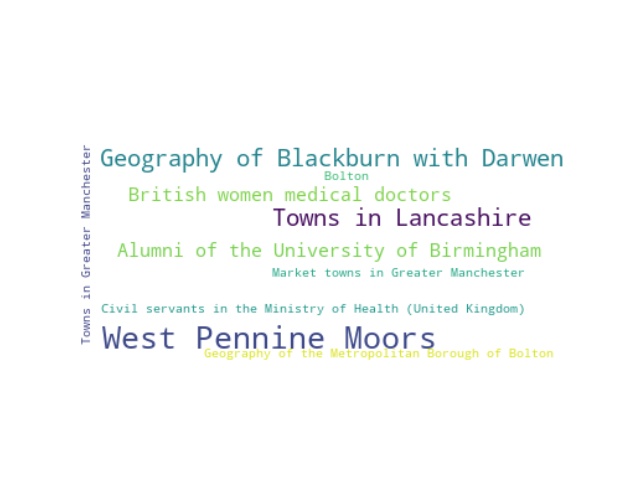 Towns in Greater Manchester
Geography of Blackburn with Darwen
Bolton
British women medical doctors
Towns in Lancashire
Alumni of the University of Birmingham
Market towns in Greater Manchester
Civil servants in the Ministry of Health (United Kingdom)
West Pennine Moors
Geography of the Metropolitan Borough of Bolton